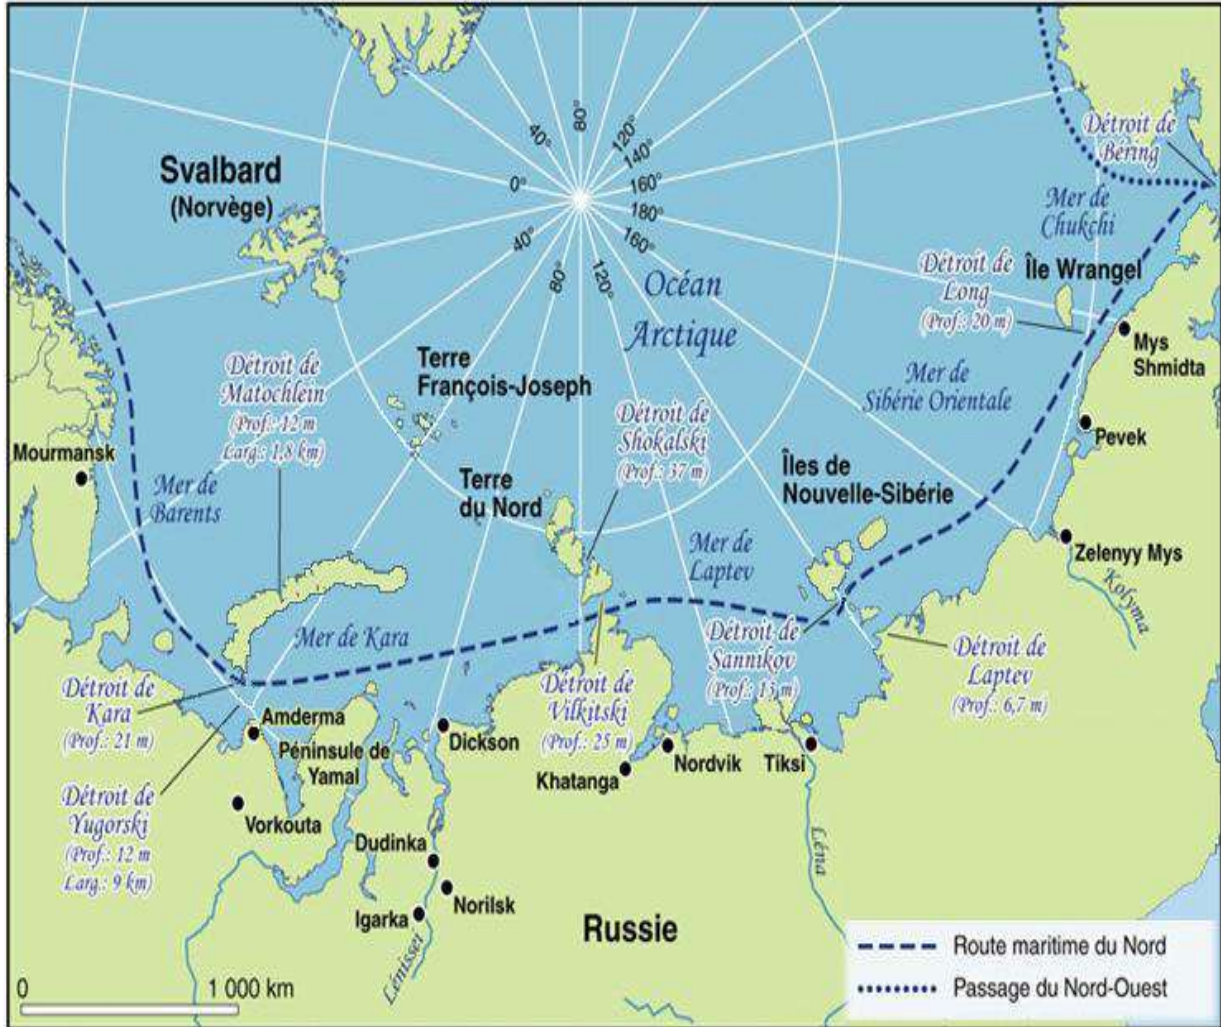 Détroit de
Béring
Svalbard
(Norvège)
80°
40°
120°
140°
0°
160°
180°
40°
160°
80°
120°
Mer de
Chukchi
Détroit de
Long
(Prof.: 20 m)
Île Wrangel
Océan
Arctique
Mys
Shmidta
Terre
François-Joseph
Détroit de
Matochlein
(Prof.: 12 m
Larg.: 1,8 km)
Mer de
Sibérie Orientale
Détroit de
Shokalski
(Prof.: 37 m)
Pevek
Mourmansk
Îles de
Nouvelle-Sibérie
Terre
du Nord
Mer de
Barents
Mer de
Laptev
Zelenyy Mys
Kolyma
Mer de Kara
Détroit de
Sannikov
(Prof.: 13 m)
Détroit de
Laptev
(Prof.: 6,7 m)
Détroit de
Kara
(Prof.: 21 m)
Détroit de
Vilkitski
(Prof.: 25 m)
Amderma
Péninsule de
Yamal
Dickson
Nordvik
Tiksi
Khatanga
Détroit de
Yugorski
(Prof.: 12 m
Larg.: 9 km)
Vorkouta
Dudinka
Léna
Norilsk
Igarka
Lénisseï
Russie
Route maritime du Nord
Passage du Nord-Ouest
0
1 000 km